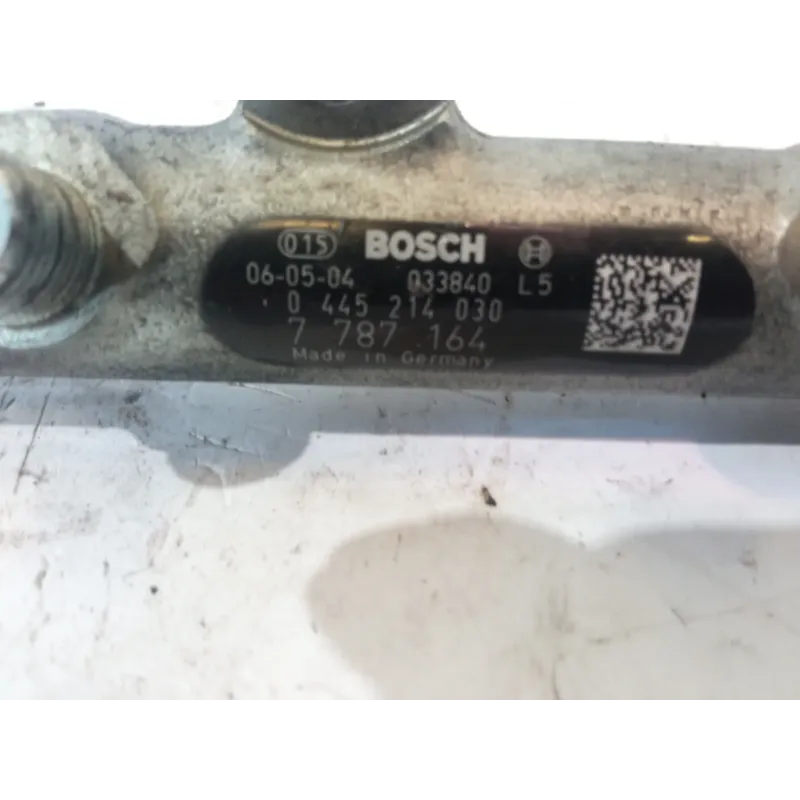 015 BOSCH
06-05-04 033840 L5
0 445 214 030
7 787 164
Made in Germany